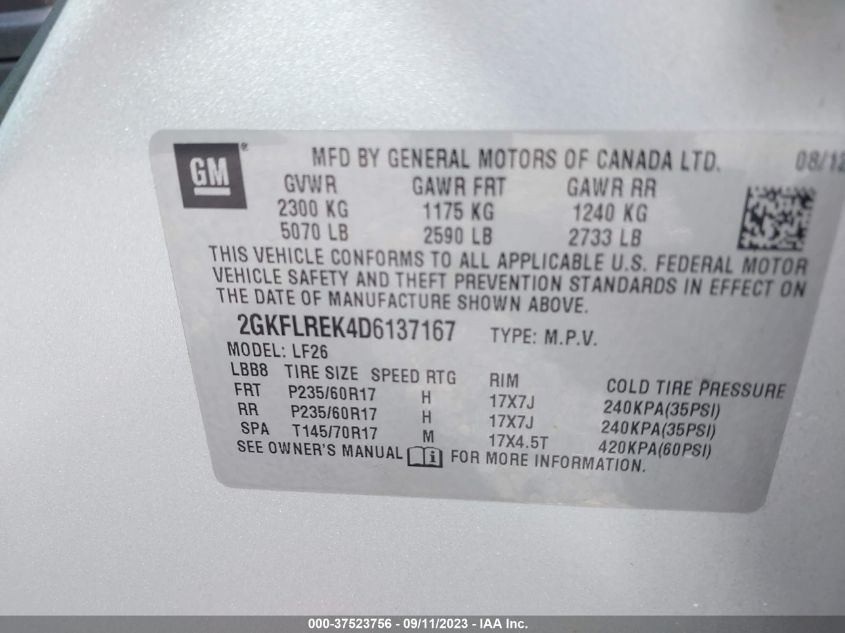 GM® MFD BY GENERAL MOTORS OF CANADA LTD. 08/12
GVWR GAWR FRT GAWR RR
2300 KG 1175 KG 1240 KG
5070 LB 2590 LB 2733 LB
THIS VEHICLE CONFORMS TO ALL APPLICABLE U.S. FEDERAL MOTOR
VEHICLE SAFETY AND THEFT PREVENTION STANDARDS IN EFFECT ON
THE DATE OF MANUFACTURE SHOWN ABOVE.
2GKFLREK4D6137167 TYPE: M.P.V.
MODEL: LF26
LBB8 TIRE SIZE SPEED RTG RIM COLD TIRE PRESSURE
FRT P235/60R17 H 17X7J 240KPA(35PSI)
RR P235/60R17 H 17X7J 240KPA(35PSI)
SPA T145/70R17 M 17X4.5T 420KPA(60PSI)
SEE OWNER'S MANUAL FOR MORE INFORMATION.
000-37523756 - 09/11/2023 - IAA Inc.